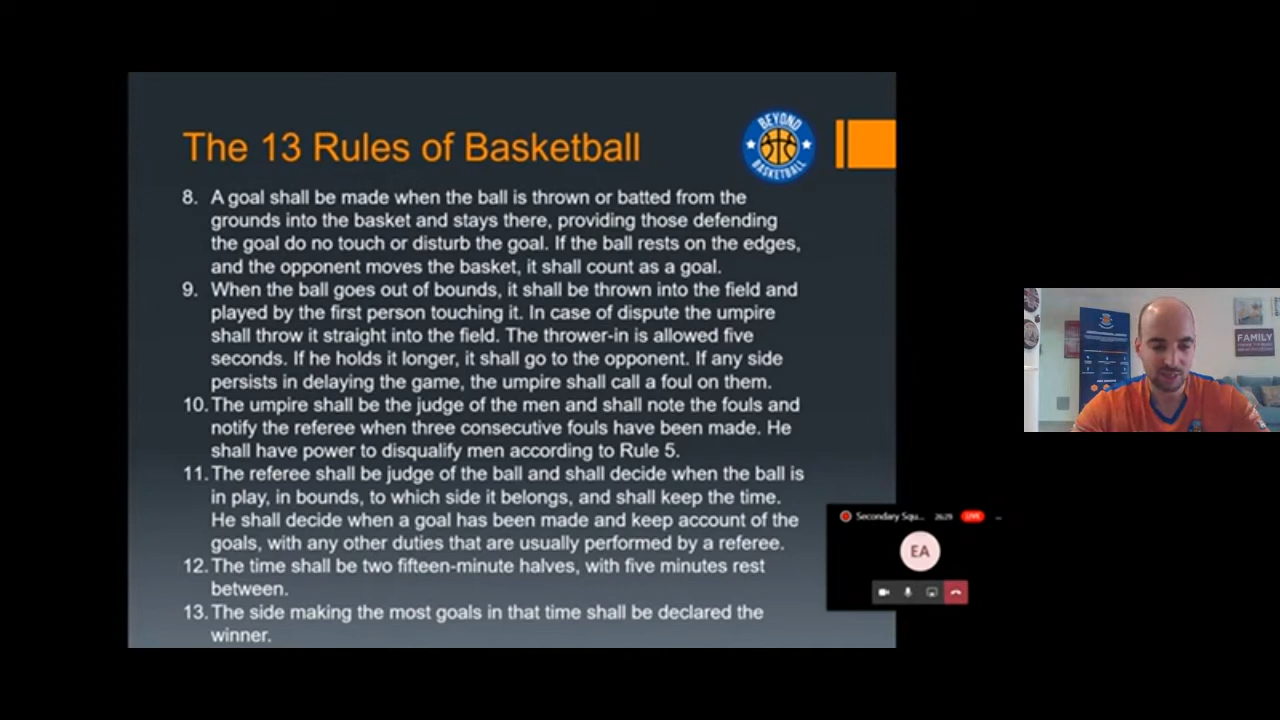 The 13 Rules of Basketball
BEYOND
BASKETBALL
8. A goal shall be made when the ball is thrown or batted from the
grounds into the basket and stays there, providing those defending
the goal do no touch or disturb the goal. If the ball rests on the edges,
and the opponent moves the basket, it shall count as a goal.
9. When the ball goes out of bounds, it shall be thrown into the field and
played by the first person touching it. In case of dispute the umpire
shall throw it straight into the field. The thrower-in is allowed five
seconds. If he holds it longer, it shall go to the opponent. If any side
persists in delaying the game, the umpire shall call a foul on them.
10. The umpire shall be the judge of the men and shall note the fouls and
notify the referee when three consecutive fouls have been made. He
shall have power to disqualify men according to Rule 5.
11. The referee shall be judge of the ball and shall decide when the ball is
in play, in bounds, to which side it belongs, and shall keep the time.
He shall decide when a goal has been made and keep account of the
goals, with any other duties that are usually performed by a referee.
12. The time shall be two fifteen-minute halves, with five minutes rest
between.
13. The side making the most goals in that time shall be declared the
winner.
FAMILY
Secondary Squ... LIVE ...
EA